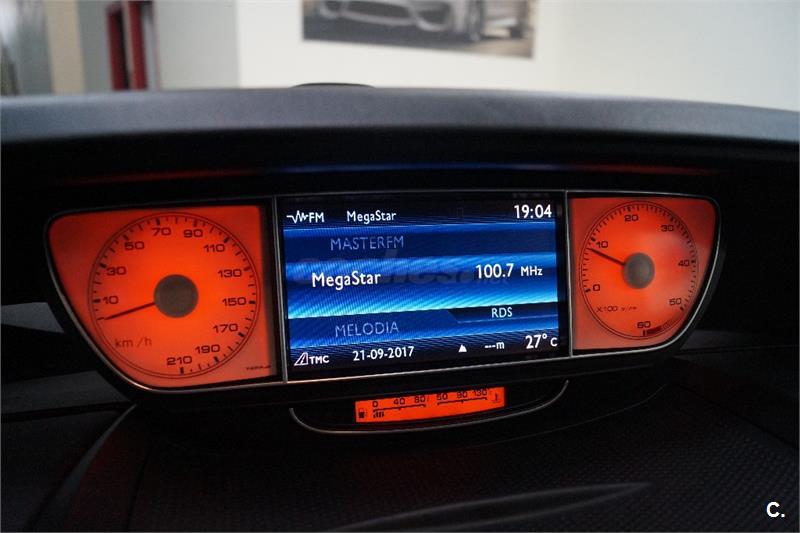 FM MegaStar 19:04
MASTERFM
MegaStar 100.7 MHz
RDS
MELODIA
TMC 21-09-2017 ---m 27°C
10 30 50 70 90 110 130 150 170 190 210
km/h
10 20 30 40 50 60
X100
0 40 80 50 90 130
C.